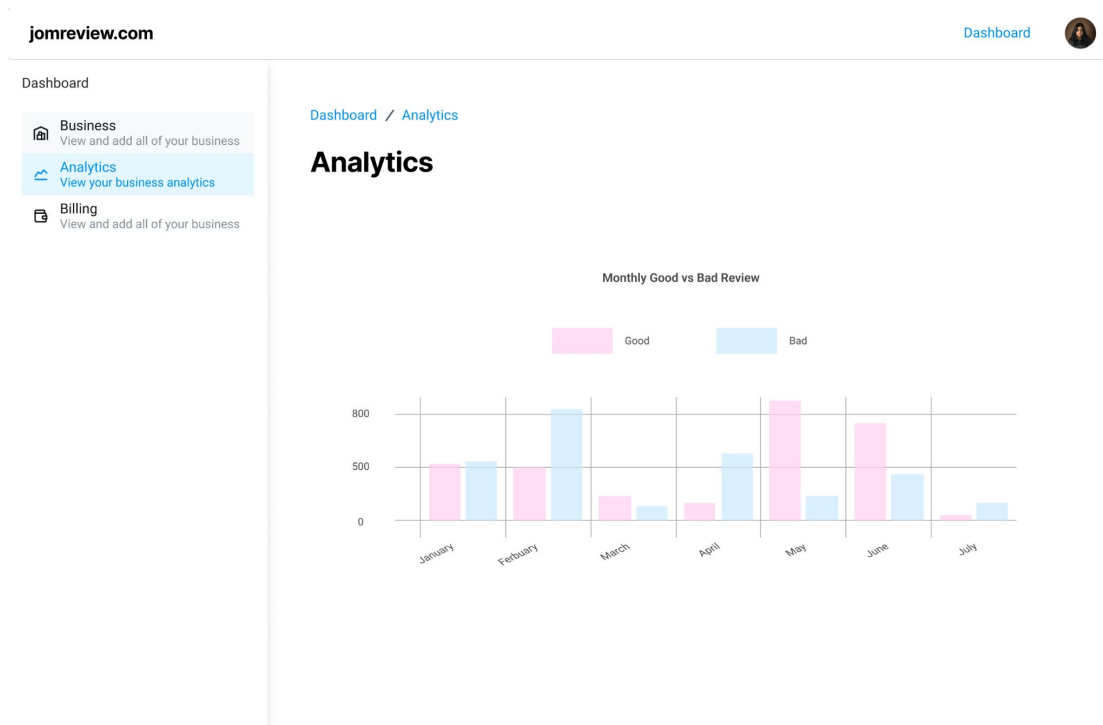 jomreview.com
Dashboard
Dashboard
Business
View and add all of your business
Analytics
View your business analytics
Billing
View and add all of your business
Dashboard / Analytics
Analytics
Monthly Good vs Bad Review
Good Bad
800
500
0
January Ferbuary March April May June July